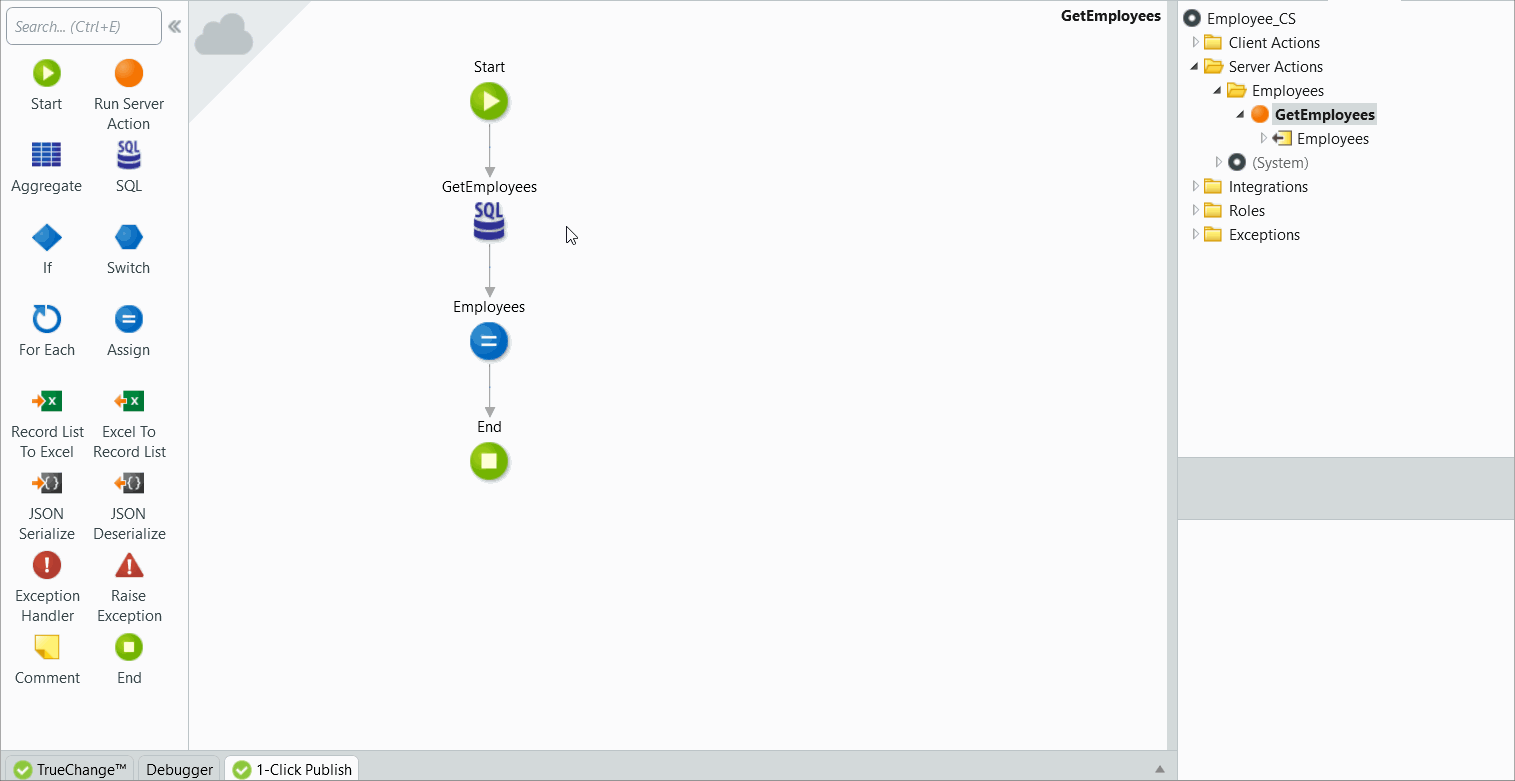 Search... (Ctrl+E)
Start
Run Server
Action
Aggregate
SQL
SQL
If
Switch
For Each
Assign
Record List
To Excel
Excel To
Record List
JSON
Serialize
JSON
Deserialize
Exception
Handler
Raise
Exception
Comment
End
GetEmployees
Start
GetEmployees
SQL
Employees
End
Employee_CS
Client Actions
Server Actions
Employees
GetEmployees
Employees
(System)
Integrations
Roles
Exceptions
TrueChange™
Debugger
1-Click Publish